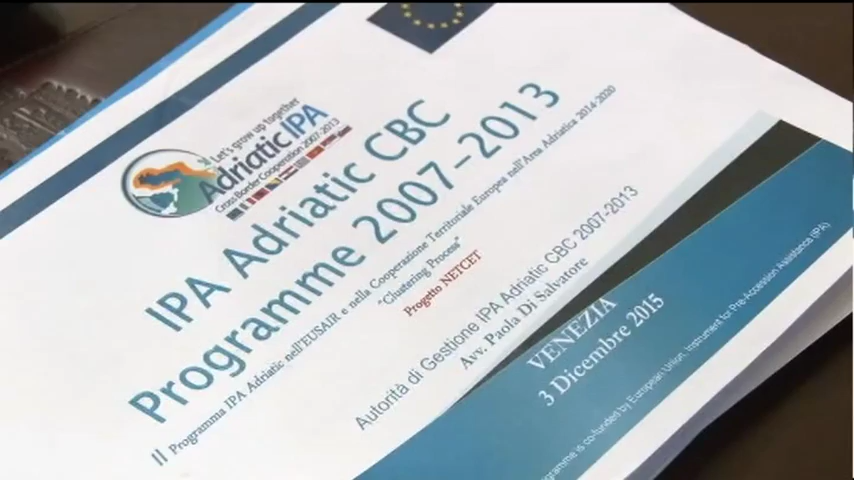 Let's grow up together
Adriatic IPA
Cross Border Cooperation 2007-2013
IPA Adriatic CBC
Programme 2007-2013
Il Programma IPA Adriatic nell'EUSAIR e nella Cooperazione Territoriale Europea nell'Area Adriatica 2014-2020
"Clustering Process"
Progetto NETCET
Autorità di Gestione IPA Adriatic CBC 2007-2013
Avv. Paola Di Salvatore
VENEZIA
3 Dicembre 2015
gramme is co-funded by European Union, Instrument for Pre-Accession Assistance (IPA)